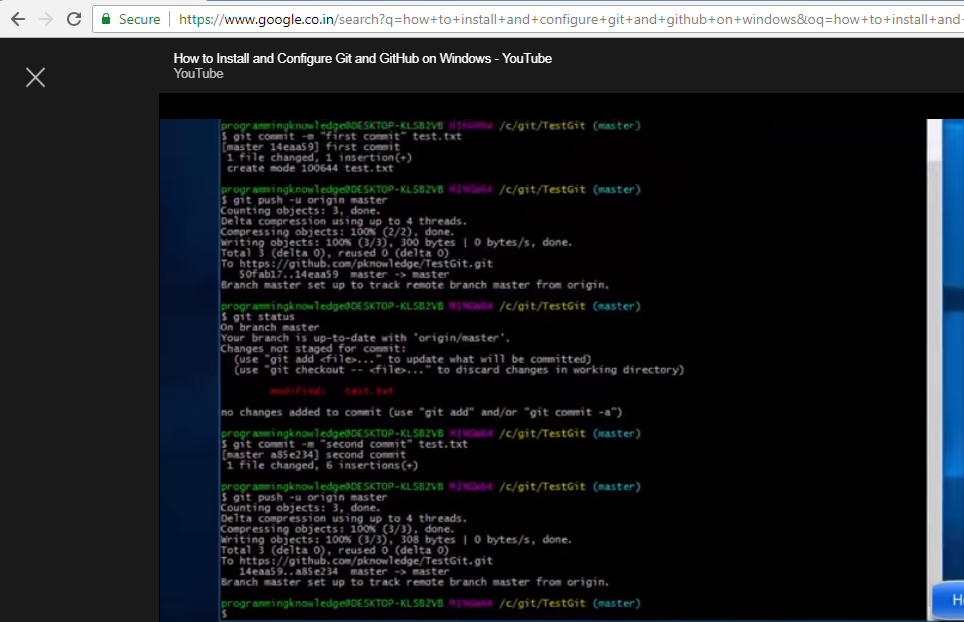 Secure https://www.google.co.in/search?q=how+to+install+and+configure+git+and+github+on+windows&oq=how+to+install+and+
How to Install and Configure Git and GitHub on Windows - YouTube
YouTube
programmingknowledge@DESKTOP-KLSB2VB MINGW64 /c/git/TestGit (master)
$ git commit -m "first commit" test.txt
[master 14eaa59] first commit
1 file changed, 1 insertion(+)
create mode 100644 test.txt
programmingknowledge@DESKTOP-KLSB2VB MINGW64 /c/git/TestGit (master)
$ git push -u origin master
Counting objects: 3, done.
Delta compression using up to 4 threads.
Compressing objects: 100% (2/2), done.
Writing objects: 100% (3/3), 300 bytes | 0 bytes/s, done.
Total 3 (delta 0), reused 0 (delta 0)
To https://github.com/pknowledge/TestGit.git
50fab17..14eaa59 master -> master
Branch master set up to track remote branch master from origin.
programmingknowledge@DESKTOP-KLSB2VB MINGW64 /c/git/TestGit (master)
$ git status
On branch master
Your branch is up-to-date with 'origin/master'.
Changes not staged for commit:
(use "git add <file>..." to update what will be committed)
(use "git checkout -- <file>..." to discard changes in working directory)
modified: test.txt
no changes added to commit (use "git add" and/or "git commit -a")
programmingknowledge@DESKTOP-KLSB2VB MINGW64 /c/git/TestGit (master)
$ git commit -m "second commit" test.txt
[master a85e234] second commit
1 file changed, 6 insertions(+)
programmingknowledge@DESKTOP-KLSB2VB MINGW64 /c/git/TestGit (master)
$ git push -u origin master
Counting objects: 3, done.
Delta compression using up to 4 threads.
Compressing objects: 100% (3/3), done.
Writing objects: 100% (3/3), 308 bytes | 0 bytes/s, done.
Total 3 (delta 0), reused 0 (delta 0)
To https://github.com/pknowledge/TestGit.git
14eaa59..a85e234 master -> master
Branch master set up to track remote branch master from origin.
programmingknowledge@DESKTOP-KLSB2VB MINGW64 /c/git/TestGit (master)
$